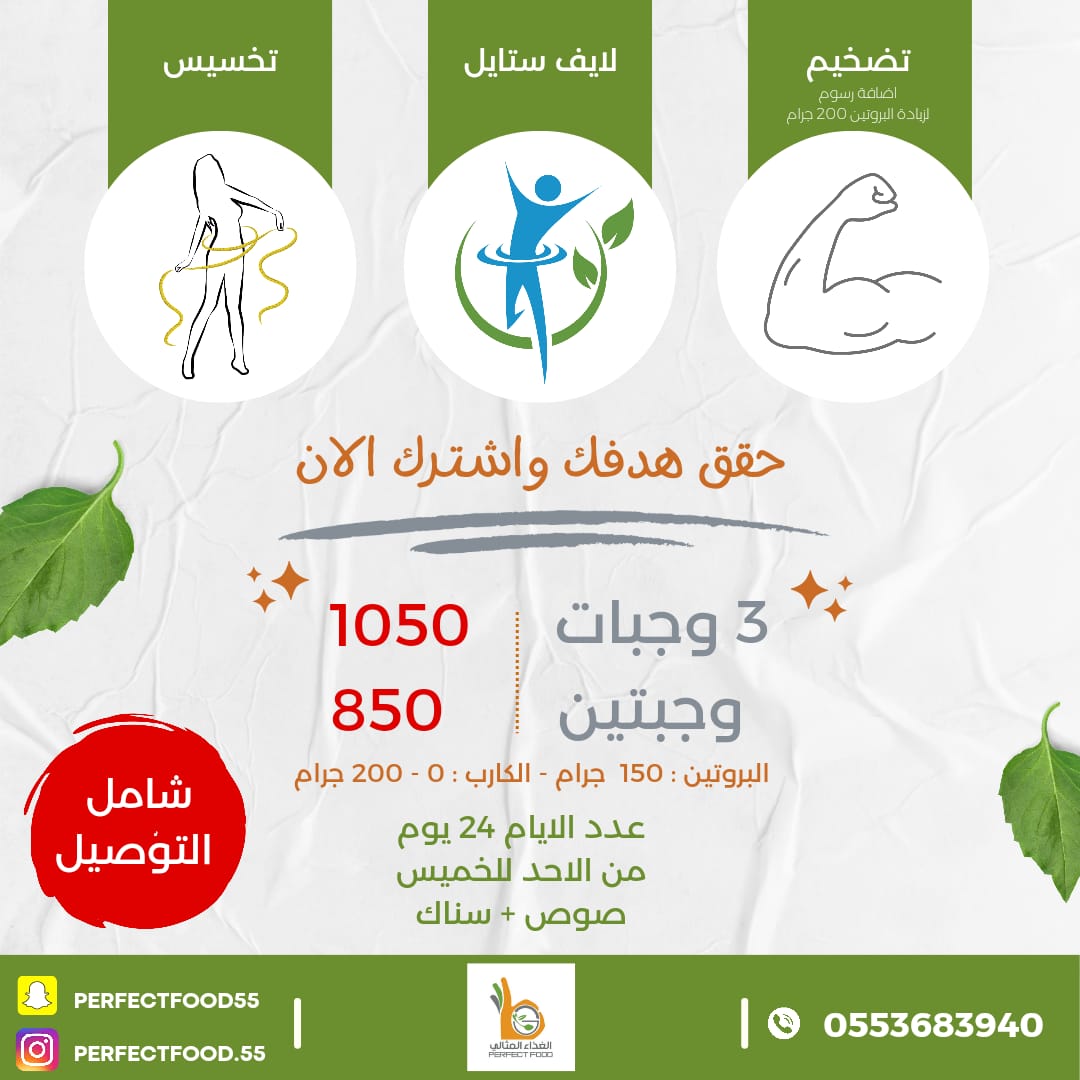 تضخيم
اضافة رسوم
لزيادة البروتين 200 جرام
لايف ستايل
تخسيس
حقق هدفك واشترك الان
3 وجبات 1050
وجبتين 850
البروتين : 150 جرام - الكارب : 0 - 200 جرام
عدد الايام 24 يوم
من الاحد للخميس
صوص + سناك
شامل
التوصيل
PERFECTFOOD55
PERFECTFOOD.55
الغذاء المثالي
PERFECT FOOD
0553683940